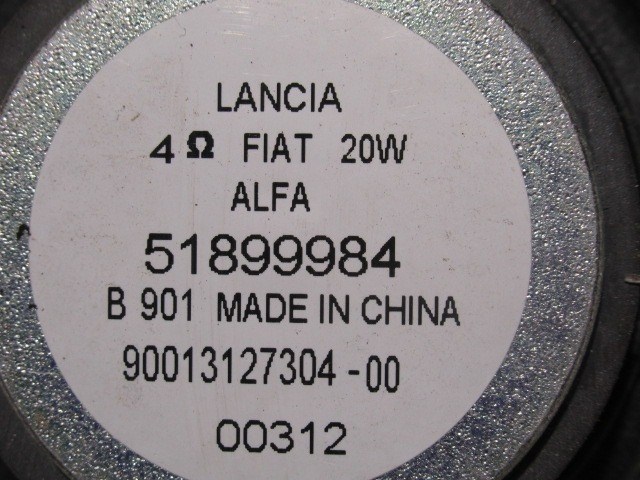 LANCIA
4 Ω FIAT 20W
ALFA
51899984
B 901 MADE IN CHINA
90013127304-00
00312